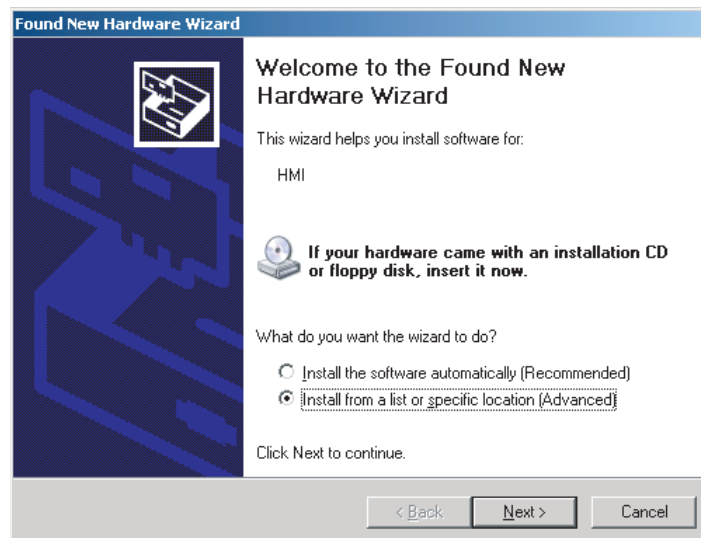 Found New Hardware Wizard
Welcome to the Found New
Hardware Wizard
This wizard helps you install software for:
HMI
If your hardware came with an installation CD
or floppy disk, insert it now.
What do you want the wizard to do?
Install the software automatically (Recommended)
Install from a list or specific location (Advanced)
Click Next to continue.
< Back Next > Cancel